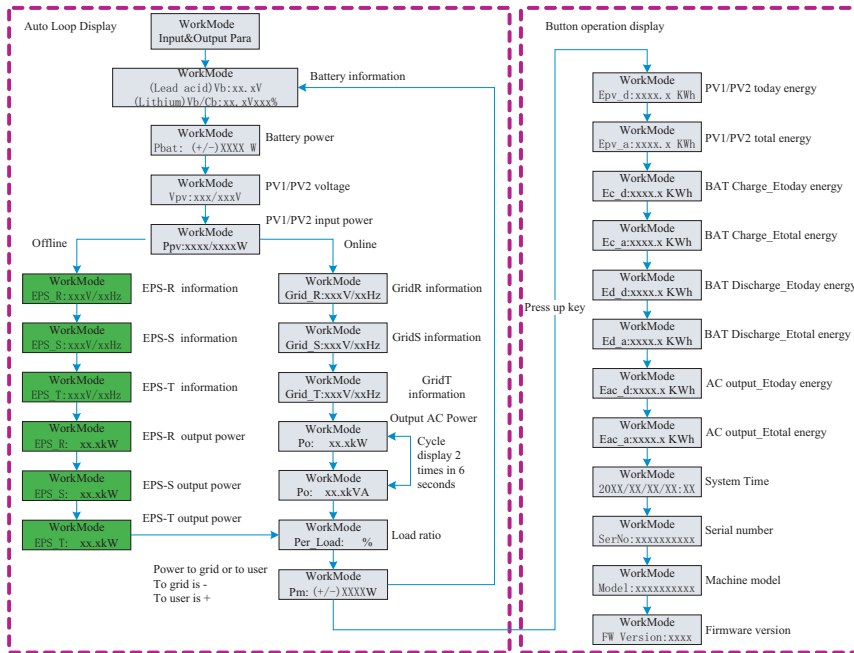 Auto Loop Display
WorkMode
Input&Output Para
WorkMode
(Lead acid)Vb:xx.xV
(Lithium)Vb/Cb:xx.xVxxx%
Battery information
WorkMode
Pbat: (+/-)XXXX W
Battery power
WorkMode
Vpv:xxx/xxxV
PV1/PV2 voltage
WorkMode
Ppv:xxxx/xxxxW
PV1/PV2 input power
Offline
Online
WorkMode
EPS_R:xxxV/xxHz
EPS-R information
WorkMode
EPS_S:xxxV/xxHz
EPS-S information
WorkMode
EPS_T:xxxV/xxHz
EPS-T information
WorkMode
EPS_R: xx.xkW
EPS-R output power
WorkMode
EPS_S: xx.xkW
EPS-S output power
WorkMode
EPS_T: xx.xkW
EPS-T output power
WorkMode
Grid_R:xxxV/xxHz
GridR information
WorkMode
Grid_S:xxxV/xxHz
GridS information
WorkMode
Grid_T:xxxV/xxHz
GridT
information
Output AC Power
WorkMode
Po: xx.xkW
Cycle
display 2
times in 6
seconds
WorkMode
Po: xx.xkVA
WorkMode
Per_Load: %
Load ratio
Power to grid or to user
To grid is -
To user is +
WorkMode
Pm: (+/-)XXXXW
Button operation display
Press up key
WorkMode
Epv_d:xxxx.x KWh
PV1/PV2 today energy
WorkMode
Epv_a:xxxx.x KWh
PV1/PV2 total energy
WorkMode
Ec_d:xxxx.x KWh
BAT Charge_Etoday energy
WorkMode
Ec_a:xxxx.x KWh
BAT Charge_Etotal energy
WorkMode
Ed_d:xxxx.x KWh
BAT Discharge_Etoday energy
WorkMode
Ed_a:xxxx.x KWh
BAT Discharge_Etotal energy
WorkMode
Eac_d:xxxx.x KWh
AC output_Etoday energy
WorkMode
Eac_a:xxxx.x KWh
AC output_Etotal energy
WorkMode
20XX/XX/XX/XX:XX
System Time
WorkMode
SerNo:xxxxxxxxxx
Serial number
WorkMode
Model:xxxxxxxxxx
Machine model
WorkMode
FW Version:xxxx
Firmware version